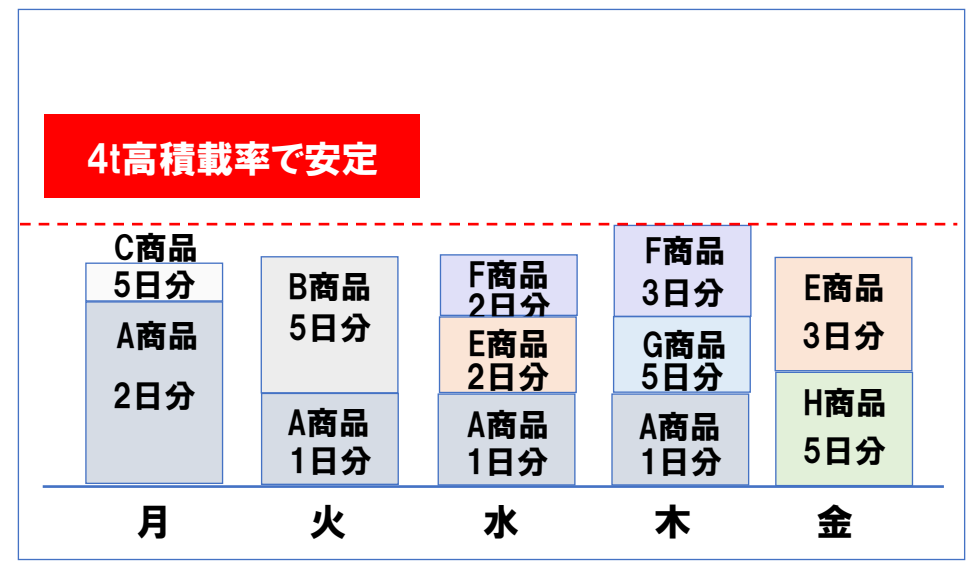 4t高積載率で安定
C商品
5日分
A商品
2日分
B商品
5日分
A商品
1日分
F商品
2日分
E商品
2日分
A商品
1日分
F商品
3日分
G商品
5日分
A商品
1日分
E商品
3日分
H商品
5日分
月 火 水 木 金